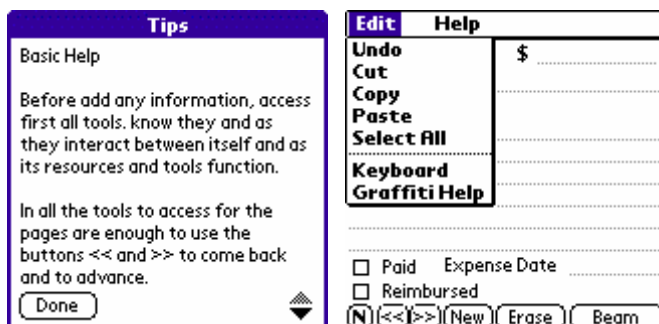 Tips
Basic Help
Before add any information, access
first all tools. know they and as
they interact between itself and as
its resources and tools function.
In all the tools to access for the
pages are enough to use the
buttons << and >> to come back
and to advance.
Done
Edit Help
Undo
Cut
Copy
Paste
Select All
Keyboard
Graffiti Help
$
Paid Expense Date
Reimbursed
N << >> New Erase Beam